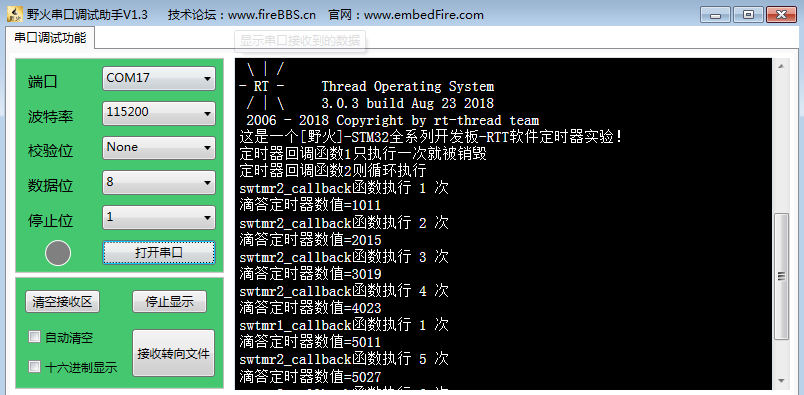 野火串口调试助手V1.3 技术论坛：www.fireBBS.cn 官网：www.embedFire.com
串口调试功能
显示串口接收到的数据
端口 COM17
波特率 115200
校验位 None
数据位 8
停止位 1
打开串口
清空接收区 停止显示
自动清空
十六进制显示
接收转向文件
\ | /
- RT - Thread Operating System
/ | \ 3.0.3 build Aug 23 2018
2006 - 2018 Copyright by rt-thread team
这是一个[野火]-STM32全系列开发板-RTT软件定时器实验！
定时器回调函数1只执行一次就被销毁
定时器回调函数2则循环执行
swtmr2_callback函数执行 1 次
滴答定时器数值=1011
swtmr2_callback函数执行 2 次
滴答定时器数值=2015
swtmr2_callback函数执行 3 次
滴答定时器数值=3019
swtmr2_callback函数执行 4 次
滴答定时器数值=4023
swtmr1_callback函数执行 1 次
滴答定时器数值=5011
swtmr2_callback函数执行 5 次
滴答定时器数值=5027